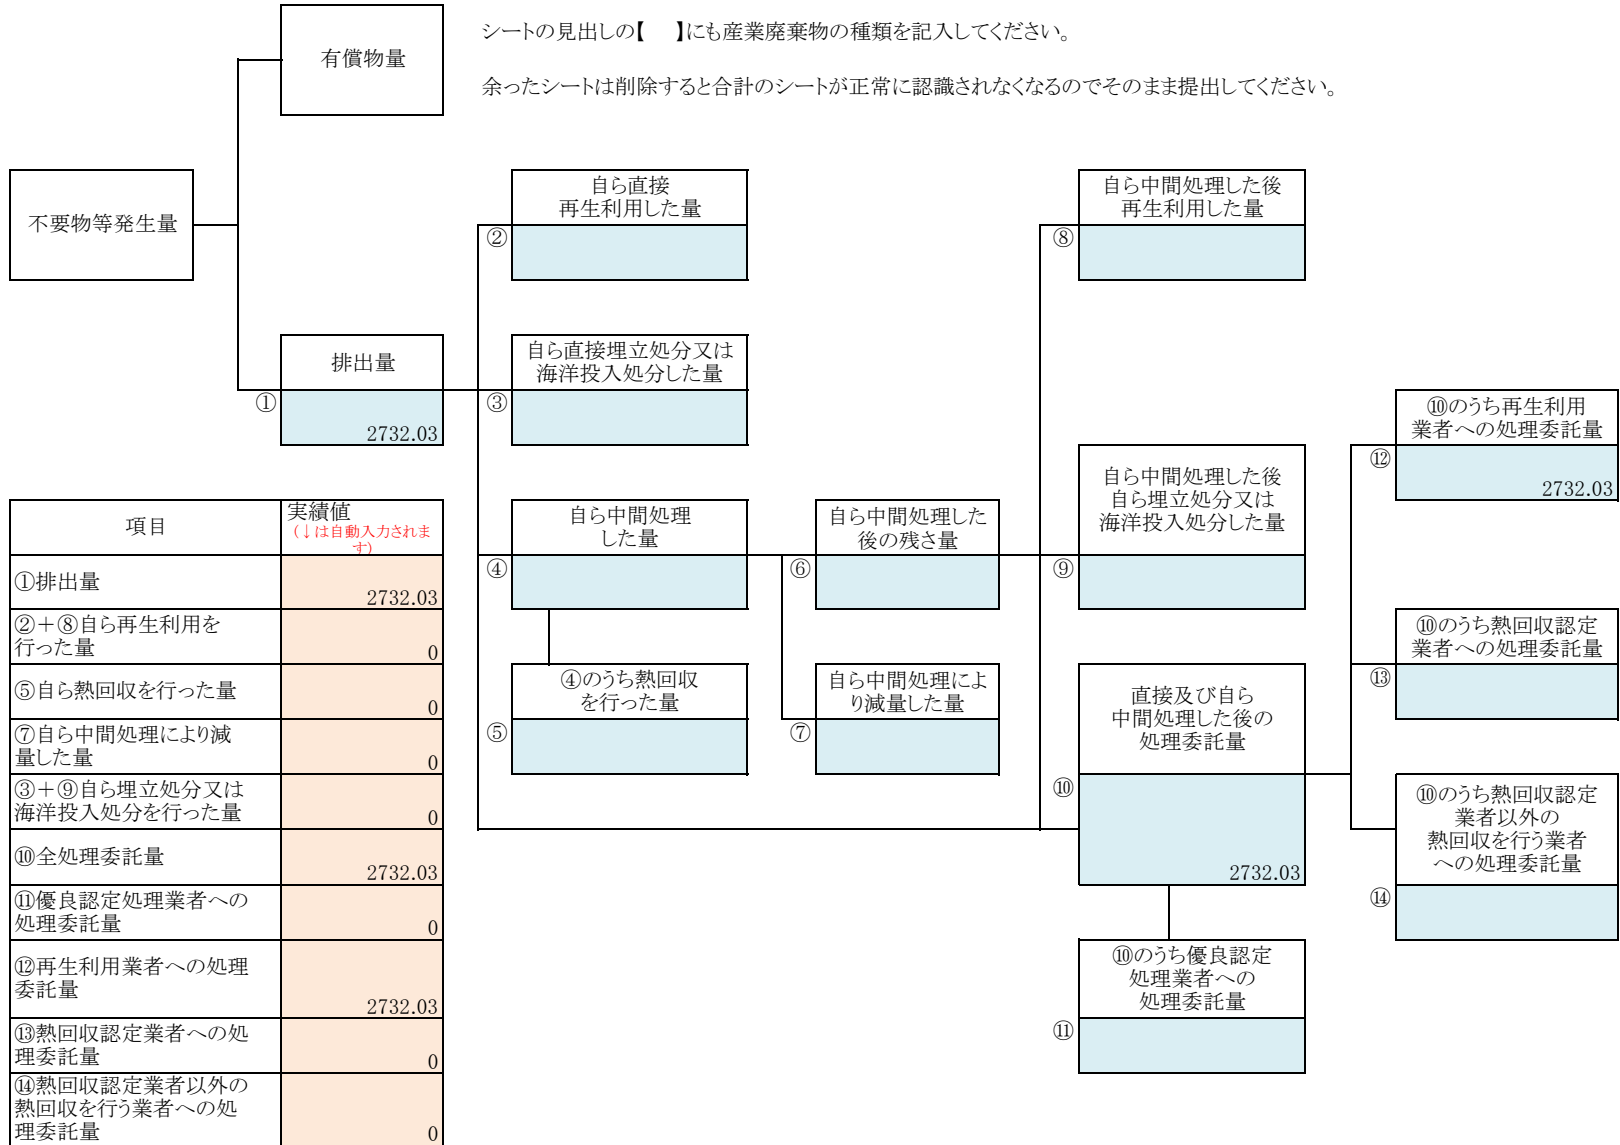 シートの見出しの【　】にも産業廃棄物の種類を記入してください。
有償物量
余ったシートは削除すると合計のシートが正常に認識されなくなるのでそのまま提出してください。
不要物等発生量
自ら直接
再生利用した量
②
自ら中間処理した後
再生利用した量
⑧
排出量
①
2732.03
自ら直接埋立処分又は
海洋投入処分した量
③
⑩のうち再生利用
業者への処理委託量
⑫
2732.03
自ら中間処理
した量
④
自ら中間処理した
後の残さ量
⑥
自ら中間処理した後
自ら埋立処分又は
海洋投入処分した量
⑨
⑩のうち熱回収認定
業者への処理委託量
⑬
④のうち熱回収
を行った量
⑤
自ら中間処理によ
り減量した量
⑦
直接及び自ら
中間処理した後の
処理委託量
⑩
2732.03
⑩のうち熱回収認定
業者以外の
熱回収を行う業者
への処理委託量
⑭
⑩のうち優良認定
処理業者への
処理委託量
⑪
項目
実績値
(↓は自動入力されま
す)
①排出量
2732.03
②+⑧自ら再生利用を
行った量
0
⑤自ら熱回収を行った量
0
⑦自ら中間処理により減
量した量
0
③+⑨自ら埋立処分又は
海洋投入処分を行った量
0
⑩全処理委託量
2732.03
⑪優良認定処理業者への
処理委託量
0
⑫再生利用業者への処理
委託量
2732.03
⑬熱回収認定業者への処
理委託量
0
⑭熱回収認定業者以外の
熱回収を行う業者への処
理委託量
0